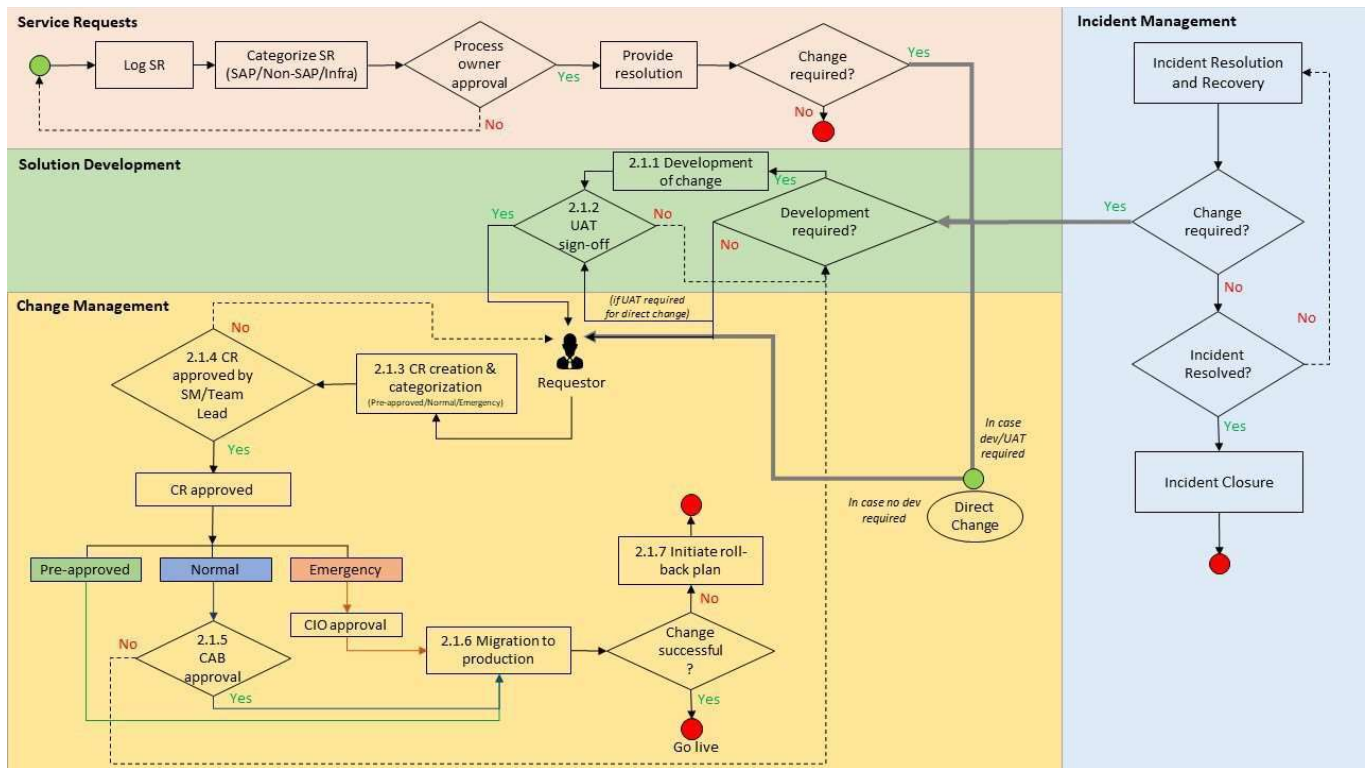 Service Requests
Log SR
Categorize SR
(SAP/Non-SAP/Infra)
Process
owner
approval
Yes
No
Provide
resolution
Change
required?
Yes
No
Incident Management
Incident Resolution
and Recovery
Change
required?
Yes
No
Incident
Resolved?
No
Yes
Incident Closure
Solution Development
2.1.1 Development
of change
Yes
2.1.2
UAT
sign-off
Yes
No
Development
required?
No
Change Management
(if UAT required
for direct change)
No
2.1.4 CR
approved by
SM/Team
Lead
Yes
2.1.3 CR creation &
categorization
(Pre-approved/Normal/Emergency)
Requestor
In case
dev/UAT
required
In case no dev
required
Direct
Change
CR approved
Pre-approved
Normal
Emergency
CIO approval
2.1.5
CAB
approval
No
Yes
2.1.6 Migration to
production
2.1.7 Initiate roll-
back plan
No
Change
successful
?
Yes
Go live